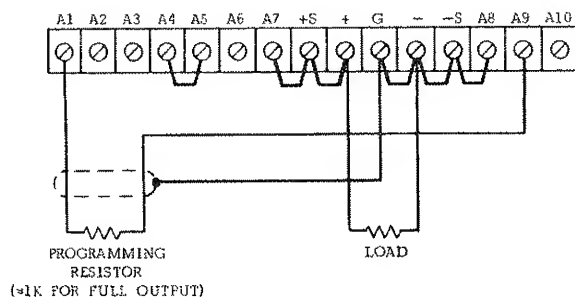 A1 A2 A3 A4 A5 A6 A7 +S + G − −S A8 A9 A10
PROGRAMMING
RESISTOR
(≈1K FOR FULL OUTPUT)
LOAD